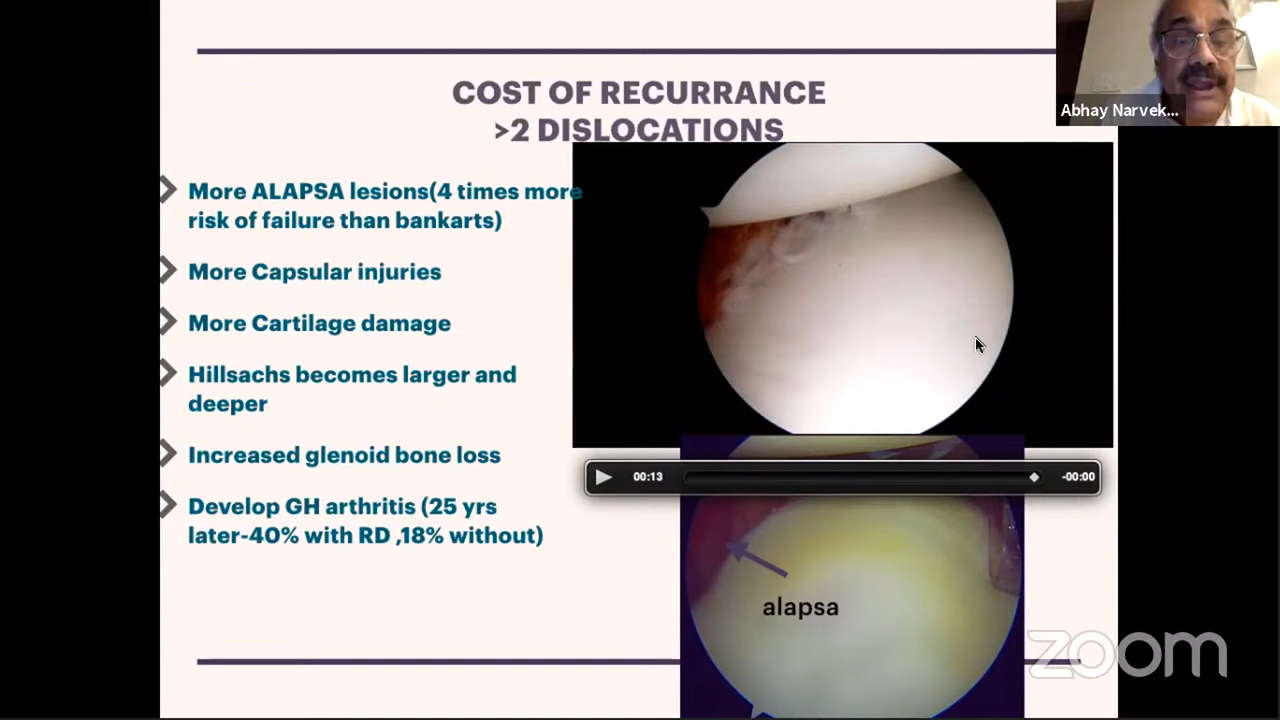 COST OF RECURRANCE
>2 DISLOCATIONS
Abhay Narvek...
More ALAPSA lesions(4 times more
risk of failure than bankarts)
More Capsular injuries
More Cartilage damage
Hillsachs becomes larger and
deeper
Increased glenoid bone loss
Develop GH arthritis (25 yrs
later-40% with RD ,18% without)
00:13
-00:00
alapsa
zoom